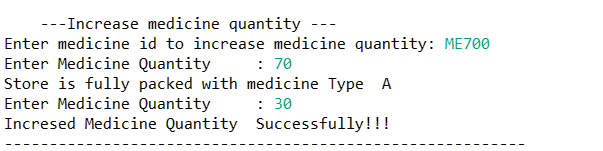 ---Increase medicine quantity ---
Enter medicine id to increase medicine quantity: ME700
Enter Medicine Quantity     : 70
Store is fully packed with medicine Type  A
Enter Medicine Quantity     : 30
Incresed Medicine Quantity  Successfully!!!
----------------------------------------------------------